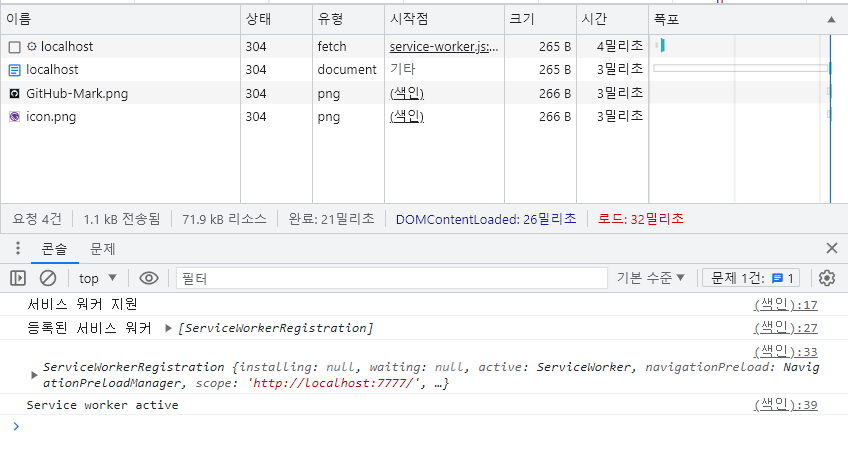 이름 상태 유형 시작점 크기 시간 폭포
localhost 304 fetch service-worker.js:... 265 B 4밀리초
localhost 304 document 기타 265 B 3밀리초
GitHub-Mark.png 304 png (색인) 266 B 3밀리초
icon.png 304 png (색인) 266 B 3밀리초
요청 4건 1.1 kB 전송됨 71.9 kB 리소스 완료: 21밀리초 DOMContentLoaded: 26밀리초 로드: 32밀리초
콘솔 문제
top 필터 기본 수준 문제 1건: 1
서비스 워커 지원 (색인):17
등록된 서비스 워커 [ServiceWorkerRegistration] (색인):27
(색인):33
ServiceWorkerRegistration {installing: null, waiting: null, active: ServiceWorker, navigationPreload: Navig
ationPreloadManager, scope: 'http://localhost:7777/', …}
Service worker active (색인):39